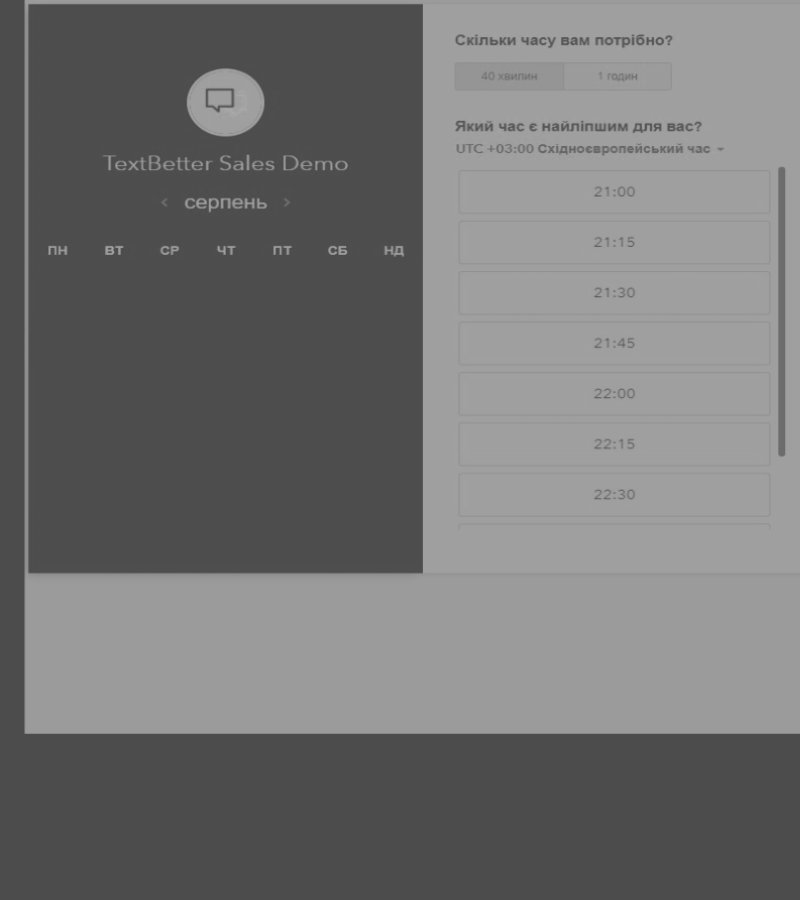 TextBetter Sales Demo
серпень
ПН ВТ СР ЧТ ПТ СБ НД
Скільки часу вам потрібно?
40 хвилин 1 годин
Який час є найліпшим для вас?
UTC +03:00 Східноєвропейський час
21:00
21:15
21:30
21:45
22:00
22:15
22:30